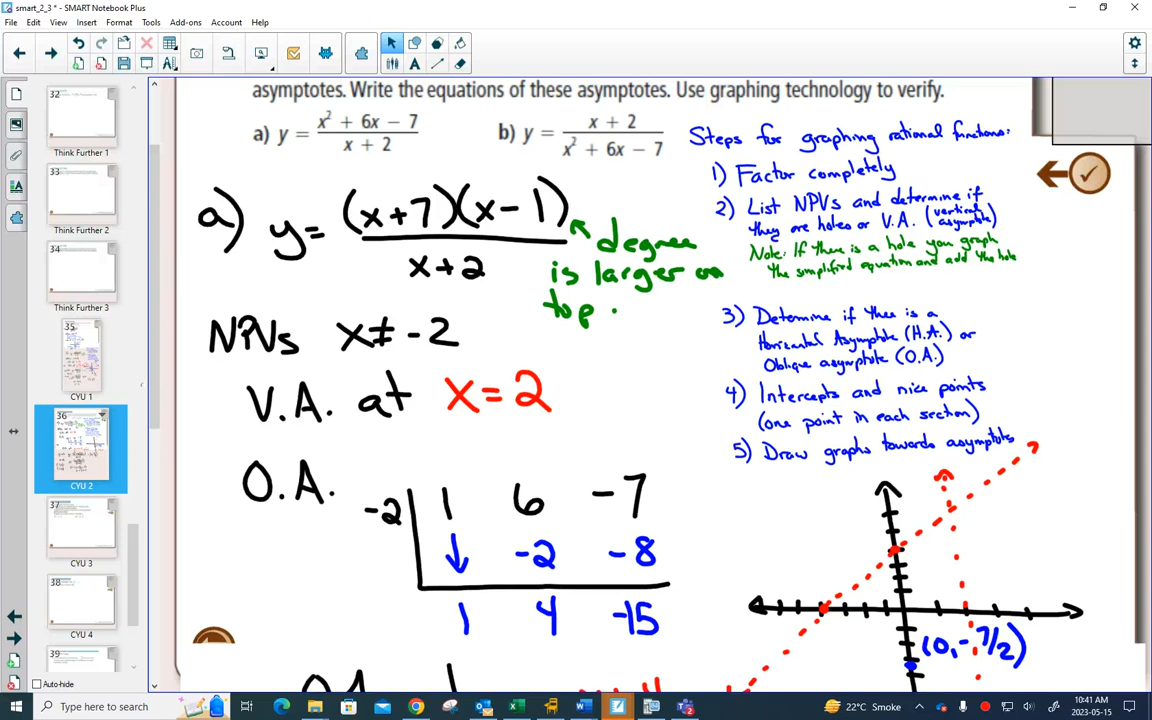 smart_2_3 * - SMART Notebook Plus
File Edit View Insert Format Tools Add-ons Account Help
32
Think Further 1
33
Think Further 2
34
Think Further 3
35
CYU 1
36
CYU 2
37
CYU 3
38
CYU 4
39
Auto-hide
asymptotes. Write the equations of these asymptotes. Use graphing technology to verify.
a) y = (x² + 6x − 7)/(x + 2) b) y = (x + 2)/(x² + 6x − 7)
a) y = (x+7)(x-1)
x+2
degree
is larger on
top.
NPVs x≠-2
V.A. at x=2
O.A.
-2 1 6 -7
↓ -2 -8
1 4 -15
Steps for graphing rational functions:
1) Factor completely
2) List NPVs and determine if
they are holes or V.A. (vertical asymptote)
Note: If there is a hole you graph
the simplified equation and add the hole
3) Determine if thee is a
Horizontal Asymptote (H.A.) or
Oblique asymptote (O.A.)
4) Intercepts and nice points
(one point in each section)
5) Draw graphs towards asymptotes
(0,-7/2)
Type here to search
22°C Smoke
10:41 AM
2023-05-15